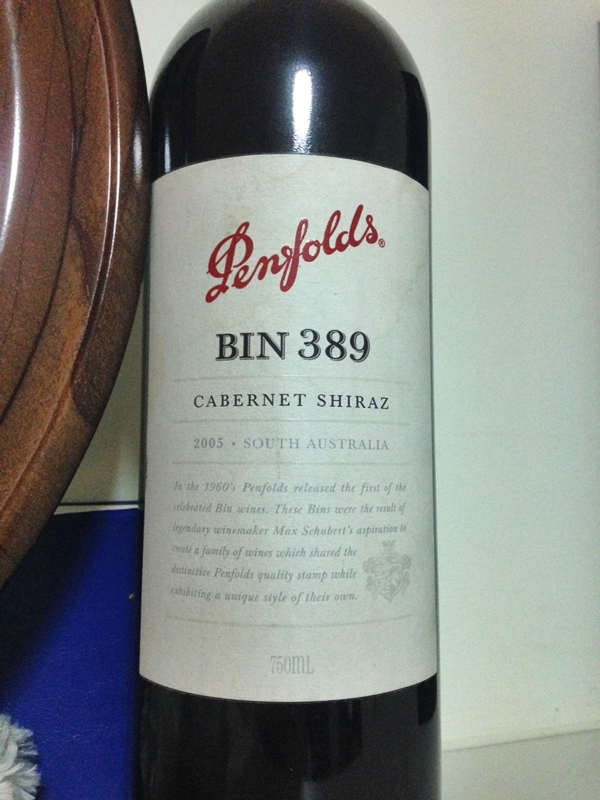 Penfolds®
BIN 389
CABERNET SHIRAZ
2005 • SOUTH AUSTRALIA
In the 1960's Penfolds released the first of the
celebrated Bin wines. These Bins were the result of
legendary winemaker Max Schubert's aspiration to
create a family of wines which shared the
distinctive Penfolds quality stamp while
exhibiting a unique style of their own.
750ML